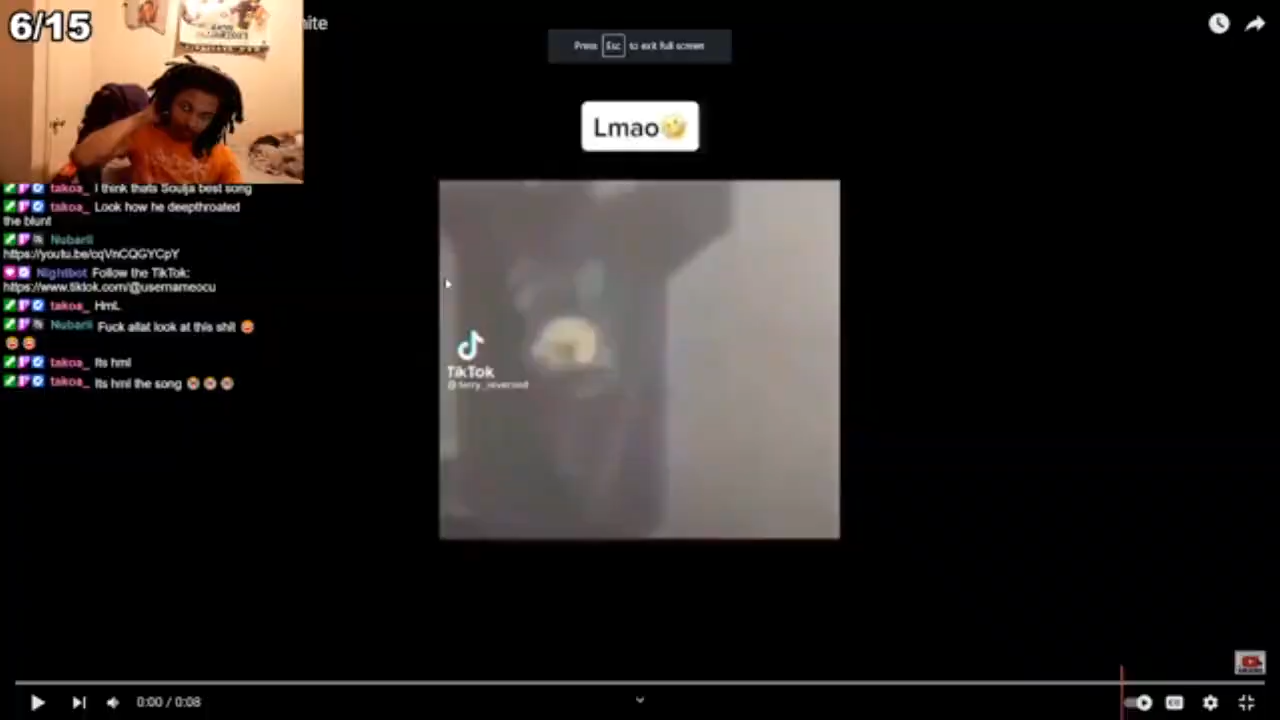 6/15
Press Esc to exit full screen
Lmao🤣
takoa_ I think thats Soulja best song
takoa_ Look how he deepthroated
the blunt
Nubarli
https://youtu.be/oqVnCQGYCpY
Nightbot Follow the TikTok:
https://www.tiktok.com/@usernameocu
takoa_ Hml.
Nubarli Fuck allat look at this shit
takoa_ Its hml
takoa_ Its hml the song
TikTok
0:00 / 0:08